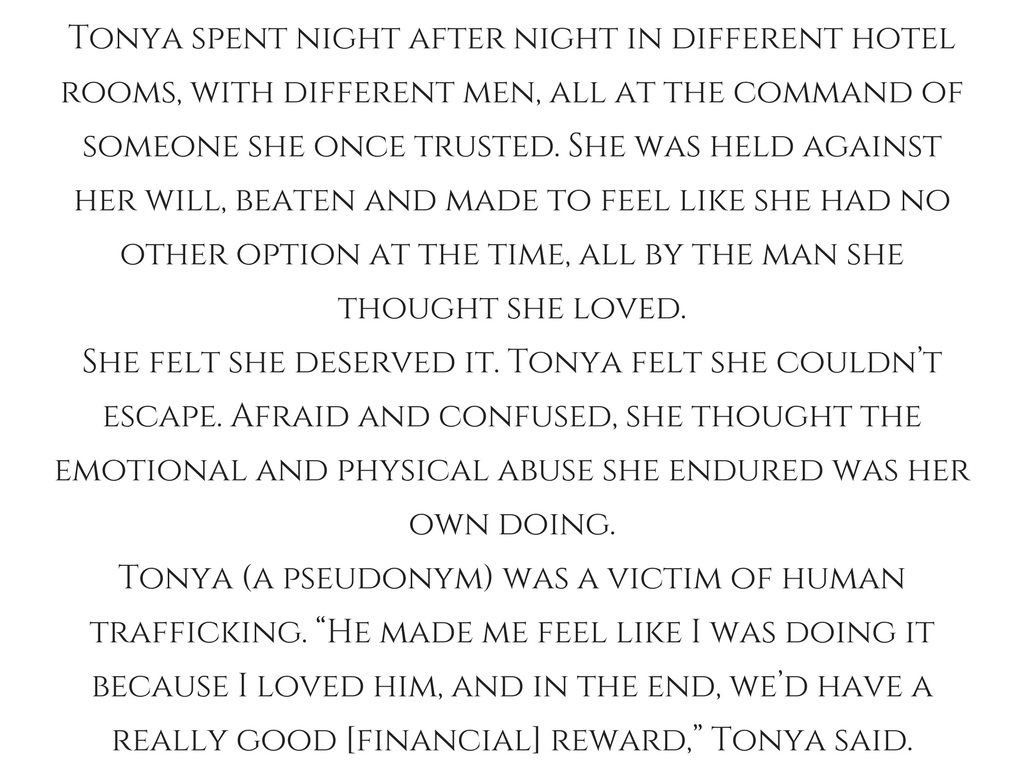 Tonya spent night after night in different hotel
rooms, with different men, all at the command of
someone she once trusted. She was held against
her will, beaten and made to feel like she had no
other option at the time, all by the man she
thought she loved.
She felt she deserved it. Tonya felt she couldn’t
escape. Afraid and confused, she thought the
emotional and physical abuse she endured was her
own doing.
Tonya (a pseudonym) was a victim of human
trafficking. “He made me feel like I was doing it
because I loved him, and in the end, we’d have a
really good [financial] reward,” Tonya said.